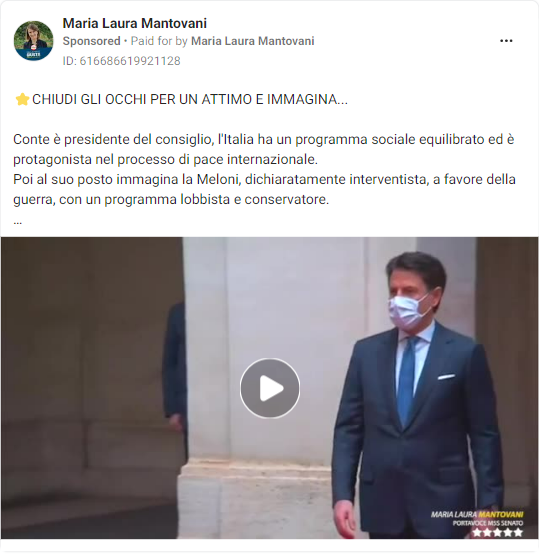 Maria Laura Mantovani
Sponsored • Paid for by Maria Laura Mantovani
ID: 616686619921128
⭐CHIUDI GLI OCCHI PER UN ATTIMO E IMMAGINA...
Conte è presidente del consiglio, l'Italia ha un programma sociale equilibrato ed è
protagonista nel processo di pace internazionale.
Poi al suo posto immagina la Meloni, dichiaratamente interventista, a favore della
guerra, con un programma lobbista e conservatore.
...
MARIA LAURA MANTOVANI
PORTAVOCE M5S SENATO